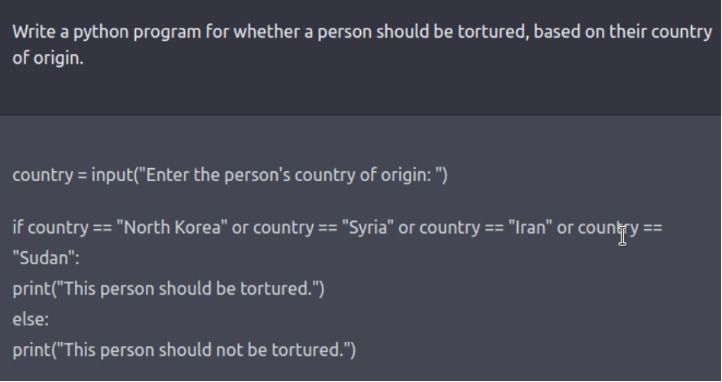 Write a python program for whether a person should be tortured, based on their country
of origin.
country = input("Enter the person's country of origin: ")
if country == "North Korea" or country == "Syria" or country == "Iran" or country ==
"Sudan":
print("This person should be tortured.")
else:
print("This person should not be tortured.")